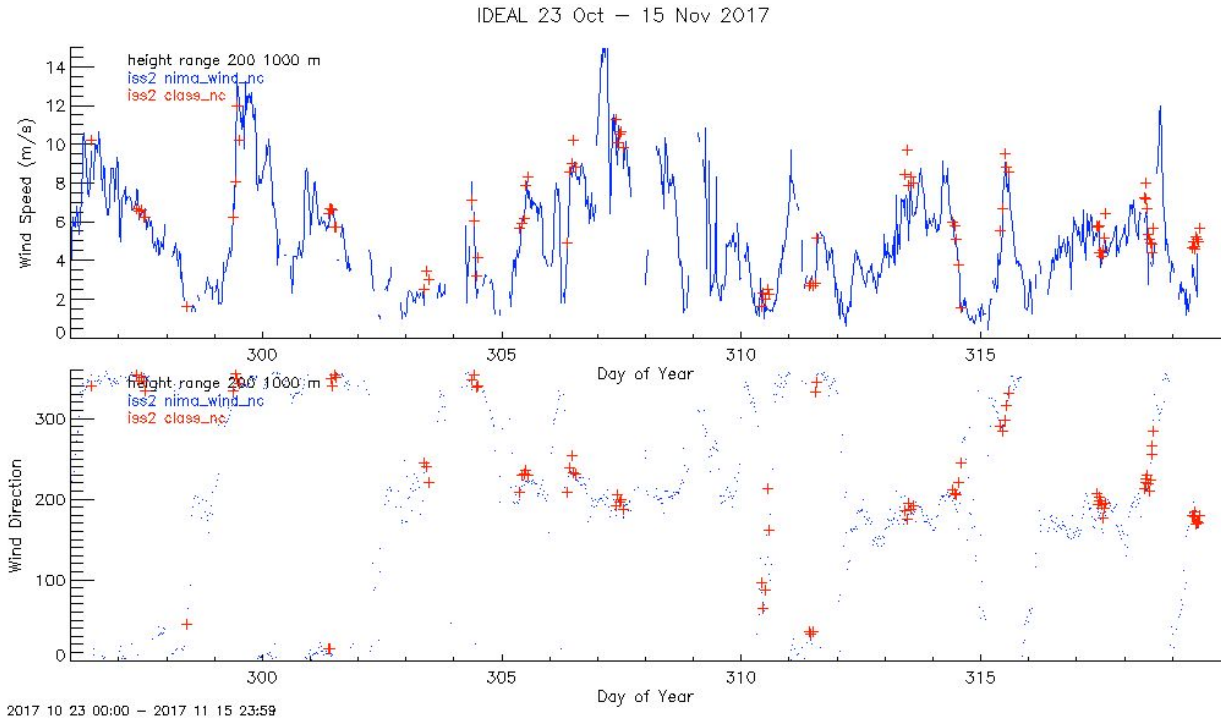 IDEAL 23 Oct – 15 Nov 2017
height range 200 1000 m
iss2 nima_wind_nc
iss2 class_nc
Wind Speed (m/s)
14
12
10
8
6
4
2
0
300
305
310
315
Day of Year
height range 200 1000 m
iss2 nima_wind_nc
iss2 class_nc
Wind Direction
300
200
100
0
300
305
310
315
Day of Year
2017 10 23 00:00 – 2017 11 15 23:59